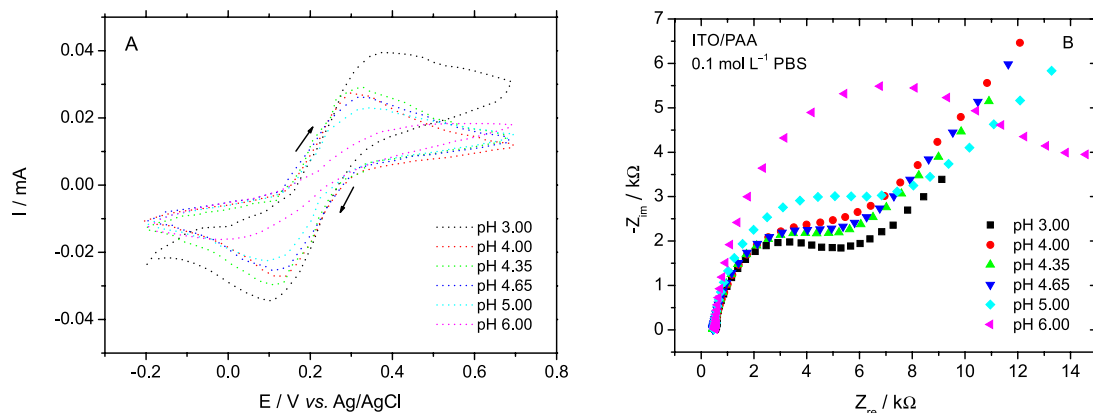 A
0.04
0.02
0.00
-0.02
-0.04
I / mA
pH 3.00
pH 4.00
pH 4.35
pH 4.65
pH 5.00
pH 6.00
-0.2 0.0 0.2 0.4 0.6
E / V vs. Ag/AgCl
ITO/PAA
0.1 mol L⁻¹ PBS
B
7
6
5
4
3
2
1
0
-Z_im / kΩ
pH 3.00
pH 4.00
pH 4.35
pH 4.65
pH 5.00
pH 6.00
0 2 4 6 8 10 12 14
Z_re / kΩ